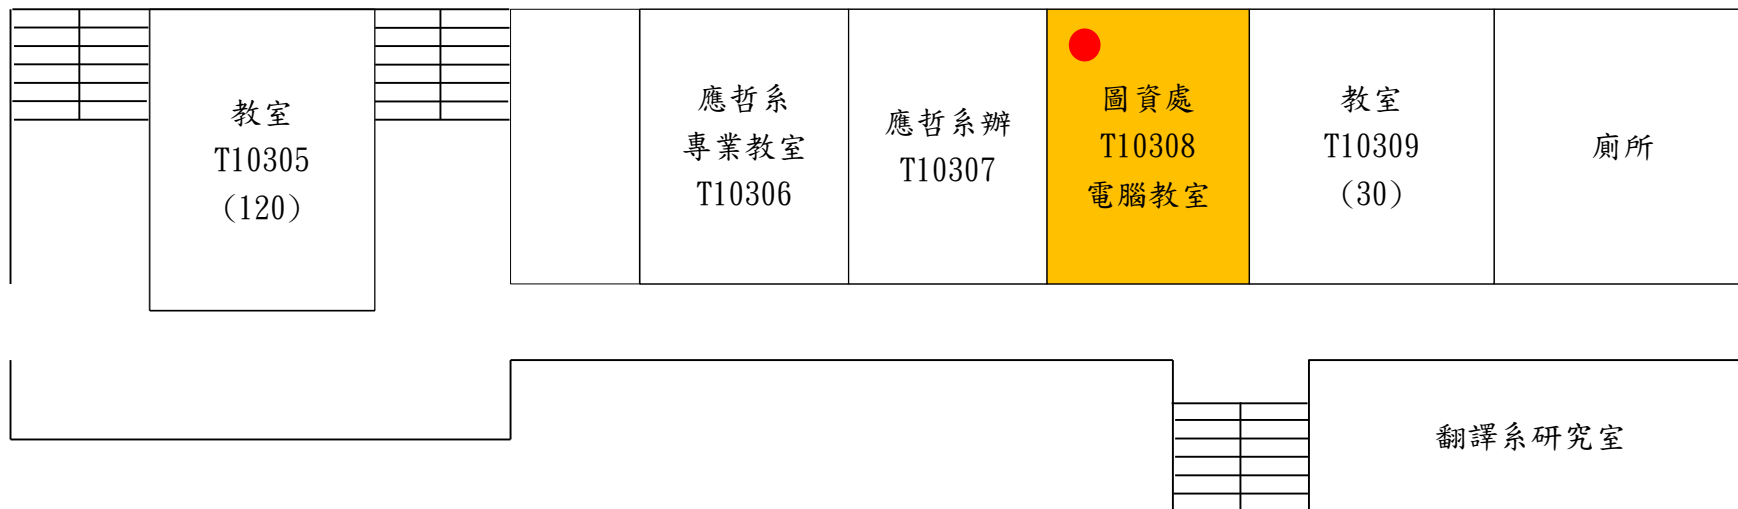 教室
T10305
(120)
應哲系
專業教室
T10306
應哲系辦
T10307
圖資處
T10308
電腦教室
教室
T10309
(30)
廁所
翻譯系研究室